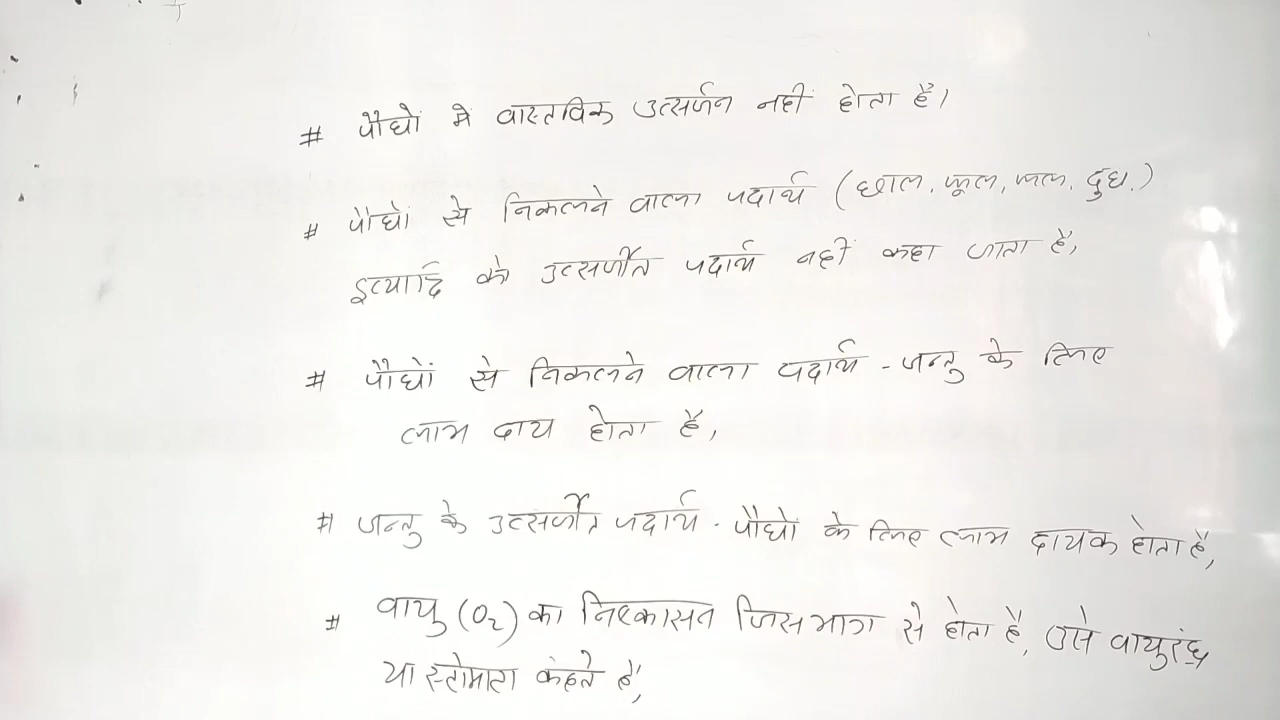 # पौधों मे वास्तविक उत्सर्जन नहीं होता है।
# पौधों से निकलने वाला पदार्थ (छाल, फूल, फल, दुध.)
इत्यादि को उत्सर्जीत पदार्थ नहीं कहा जाता है,
# पौधों से निकलने वाला पदार्थ - जन्तु के लिए
लाभ दाय होता है,
# जन्तु के उत्सर्जीत पदार्थ - पौधो के लिए लाभ दायक होता है,
# वायु (O₂) का निश्कासन जिस भाग से होता है, उसे वायुरंध्र
या स्तोमाता कहते है,